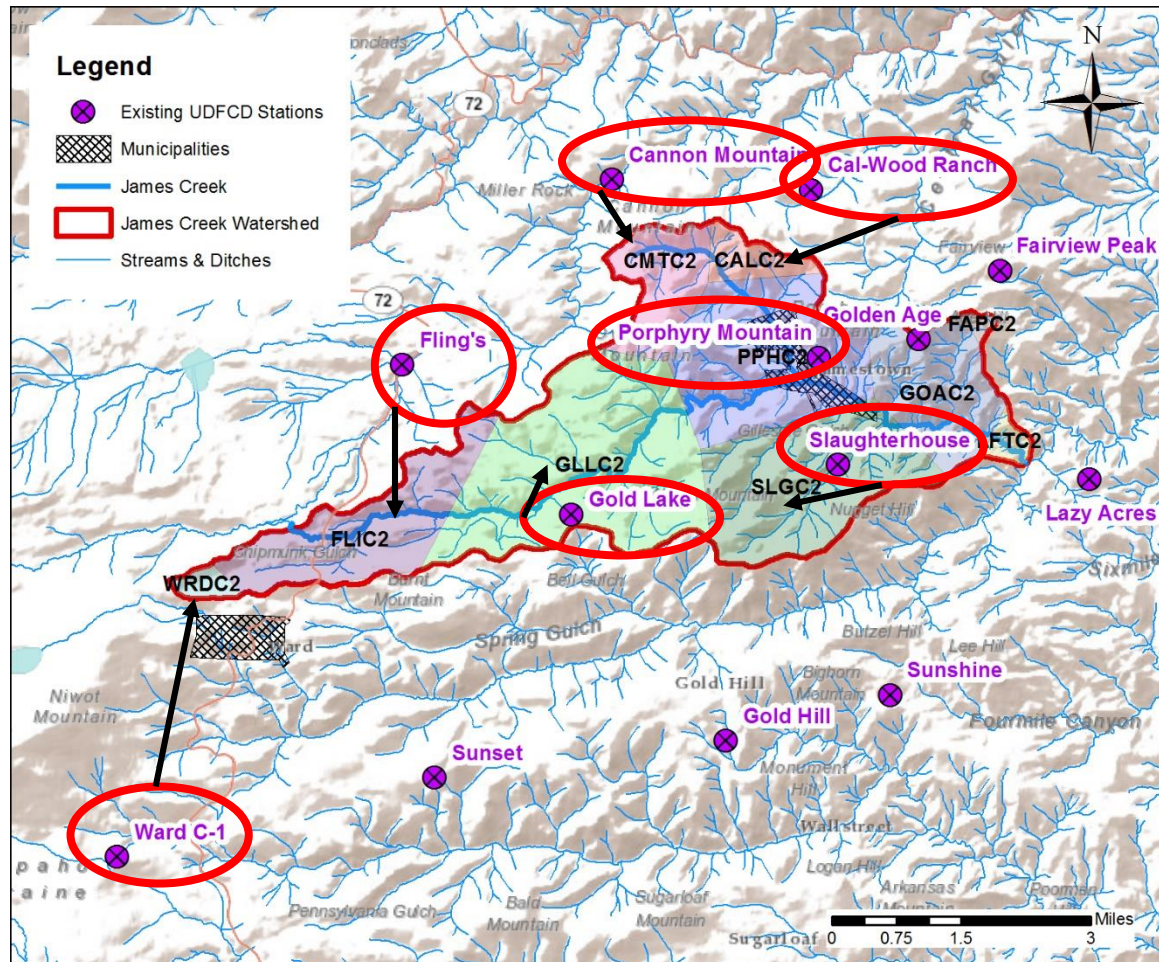 Legend
Existing UDFCD Stations
Municipalities
James Creek
James Creek Watershed
Streams & Ditches
72
N
Cannon Mountain
Cal-Wood Ranch
Miller Rock
Mountain
Fairview
Fairview Peak
CMTC2
CALC2
72
Fling's
Porphyry Mountain
Golden Age
FAPC2
PPHC2
GOAC2
Slaughterhouse
GLLC2
SLGC2
Mountain
Nugget Hill
Gold Lake
Lazy Acres
FLIC2
Chipmunk Gulch
WRDC2
Burnt
Mountain
Bell Gulch
Sixmile
Spring Gulch
Butzel Hill
Lee Hill
Niwot
Mountain
Gold Hill
Bighorn
Mountain
Sunshine
Fourmile Canyon
Gold Hill
Sunset
Monument
Hill
Ward C-1
Wallstreet
Logan Hill
Pennsylvania Gulch
Bald
Mountain
Sugarloaf
Mountain
Arkansas
Mountain
Poorman
Sugarloaf
0 0.75 1.5 3
Miles